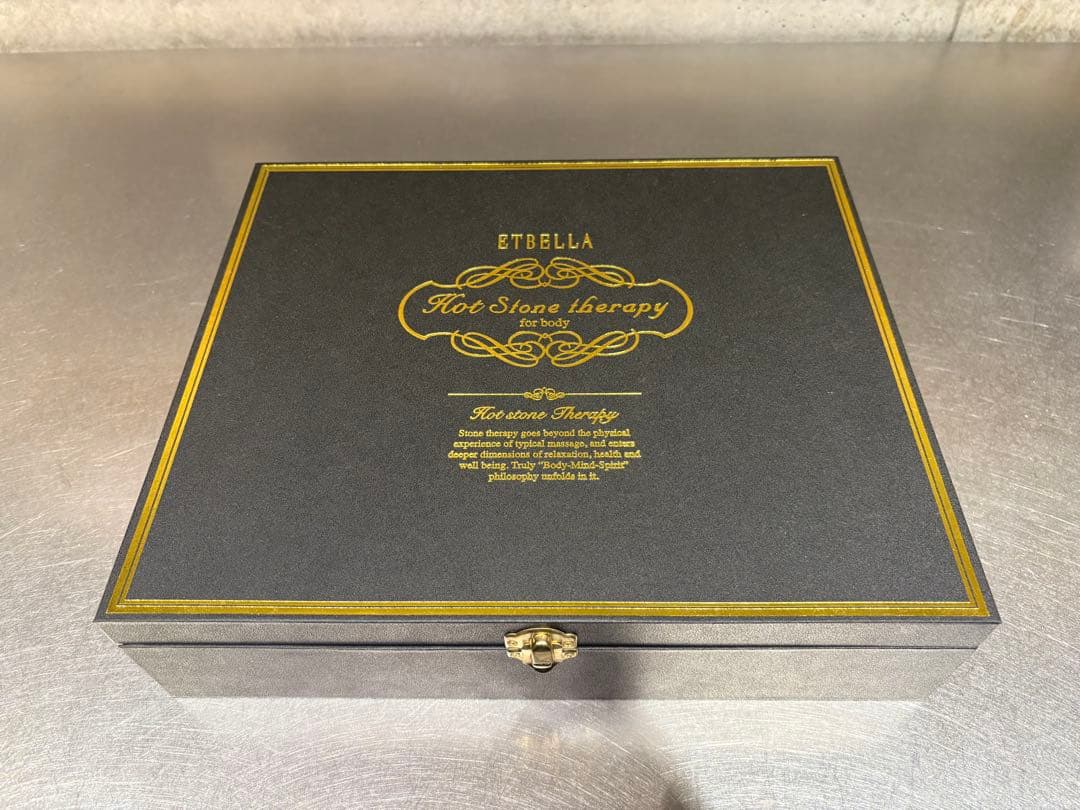 ETBELLA
Hot Stone therapy
for body
Hot stone Therapy
Stone therapy goes beyond the physical
experience of typical massage, and enters
deeper dimensions of relaxation, health and
well being. Truly "Body-Mind-Spirit"
philosophy unfolds in it.